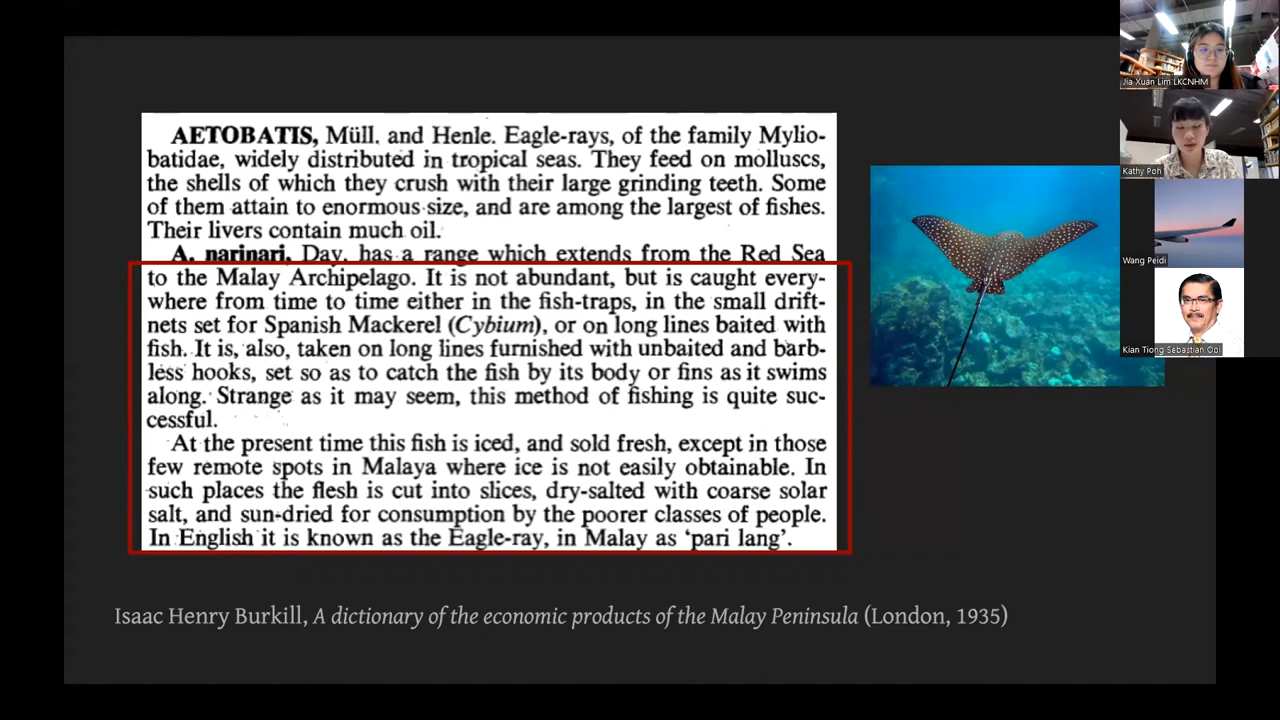 AETOBATIS, Müll. and Henle. Eagle-rays, of the family Mylio-
batidae, widely distributed in tropical seas. They feed on molluscs,
the shells of which they crush with their large grinding teeth. Some
of them attain to enormous size, and are among the largest of fishes.
Their livers contain much oil.
A. narinari, Day, has a range which extends from the Red Sea
to the Malay Archipelago. It is not abundant, but is caught every-
where from time to time either in the fish-traps, in the small drift-
nets set for Spanish Mackerel (Cybium), or on long lines baited with
fish. It is, also, taken on long lines furnished with unbaited and barb-
less hooks, set so as to catch the fish by its body or fins as it swims
along. Strange as it may seem, this method of fishing is quite suc-
cessful.
At the present time this fish is iced, and sold fresh, except in those
few remote spots in Malaya where ice is not easily obtainable. In
such places the flesh is cut into slices, dry-salted with coarse solar
salt, and sun-dried for consumption by the poorer classes of people.
In English it is known as the Eagle-ray, in Malay as ‘pari lang’.
Isaac Henry Burkill, A dictionary of the economic products of the Malay Peninsula (London, 1935)
Jia Xuan Lim LKCNHM
Kathy Poh
Wang Peidi
Kian Tiong Sebastian Ooi